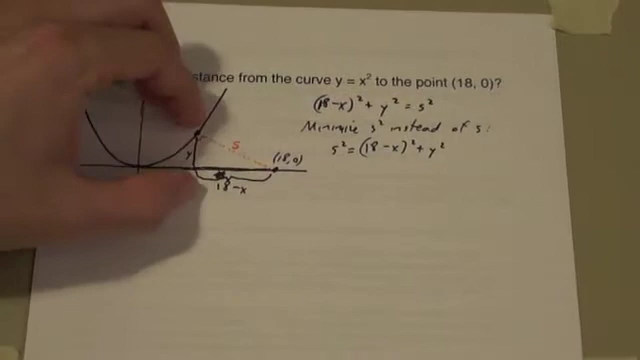 stance from the curve y = x² to the point (18, 0)?
(18-x)² + y² = s²
Minimize s² instead of s:
s² = (18-x)² + y²
s
y
(18,0)
18-x